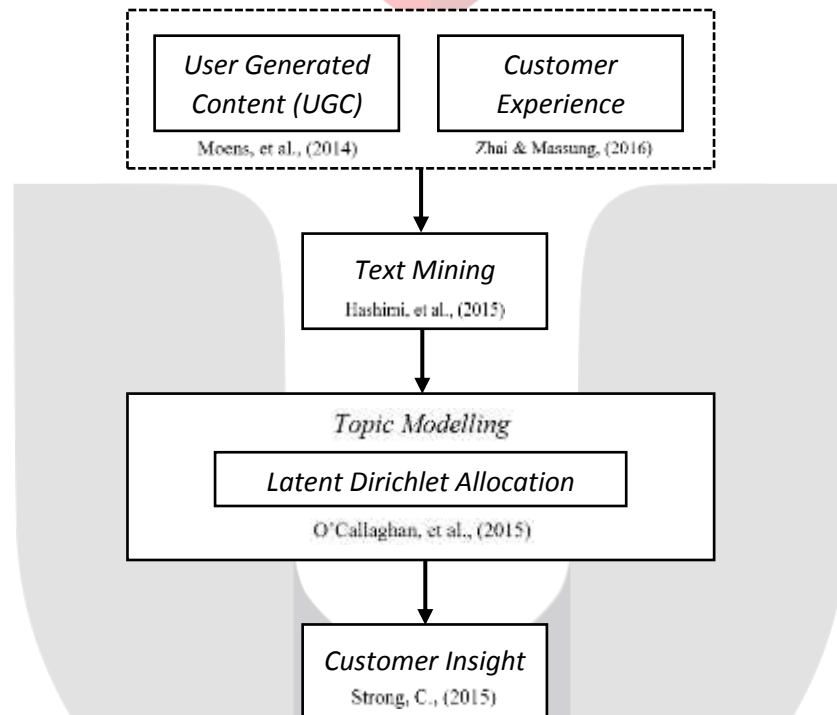 User Generated
Content (UGC)
Moens, et al., (2014)
Customer
Experience
Zhai & Massung, (2016)
Text Mining
Hashimi, et al., (2015)
Topic Modelling
Latent Dirichlet Allocation
O'Callaghan, et al., (2015)
Customer Insight
Strong, C., (2015)